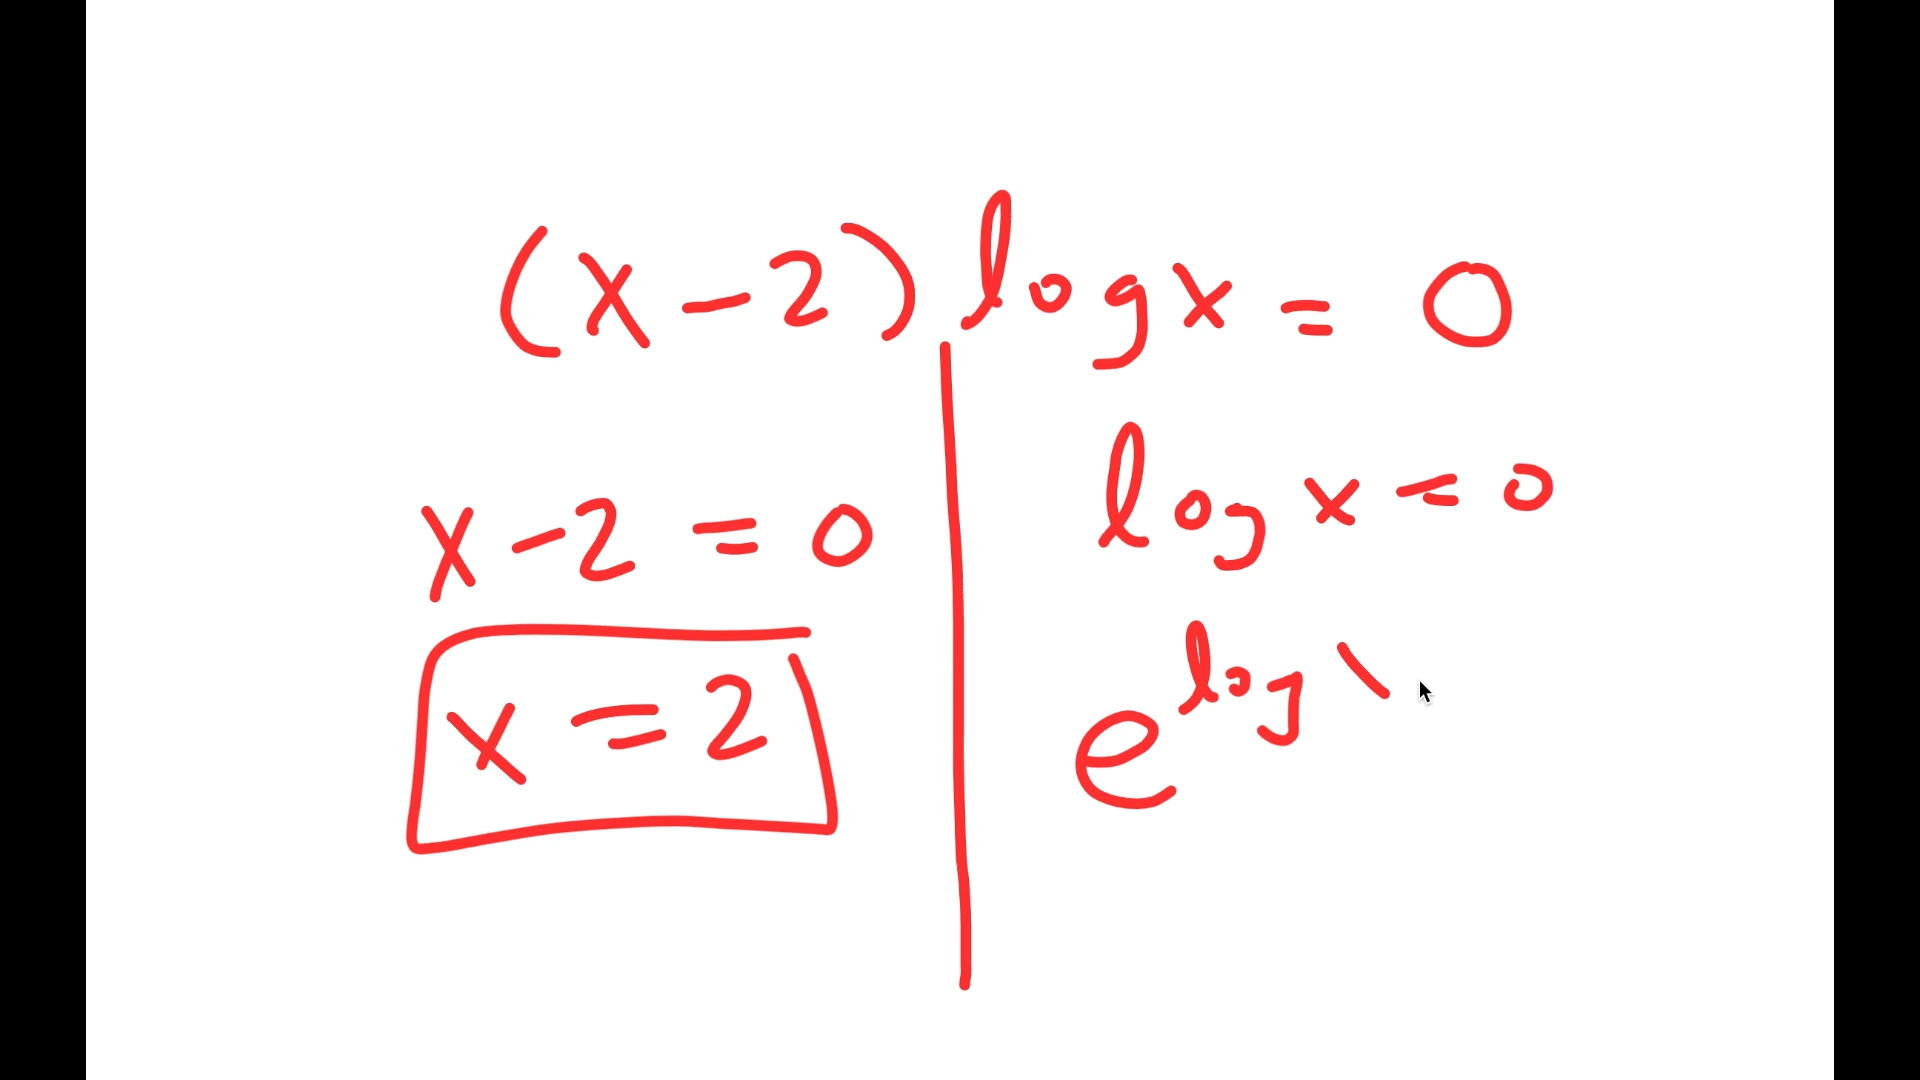 (x-2) log x = 0
x-2 = 0
x = 2
log x = 0
e^log